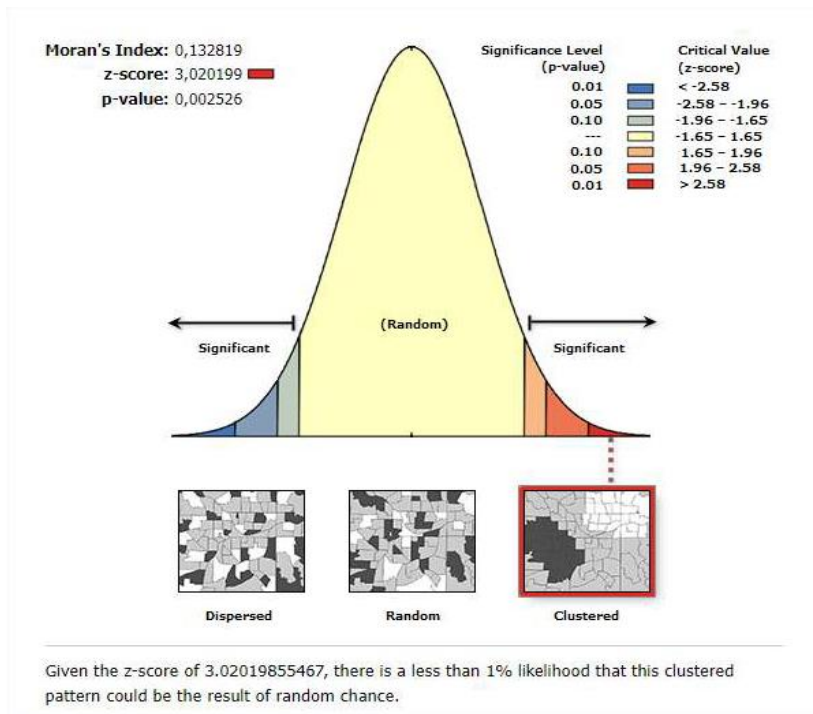 Moran's Index: 0,132819
z-score: 3,020199
p-value: 0,002526
Significance Level Critical Value
(p-value) (z-score)
0.01 < -2.58
0.05 -2.58 – -1.96
0.10 -1.96 – -1.65
--- -1.65 – 1.65
0.10 1.65 – 1.96
0.05 1.96 – 2.58
0.01 > 2.58
(Random)
Significant Significant
Dispersed Random Clustered
Given the z-score of 3.02019855467, there is a less than 1% likelihood that this clustered
pattern could be the result of random chance.